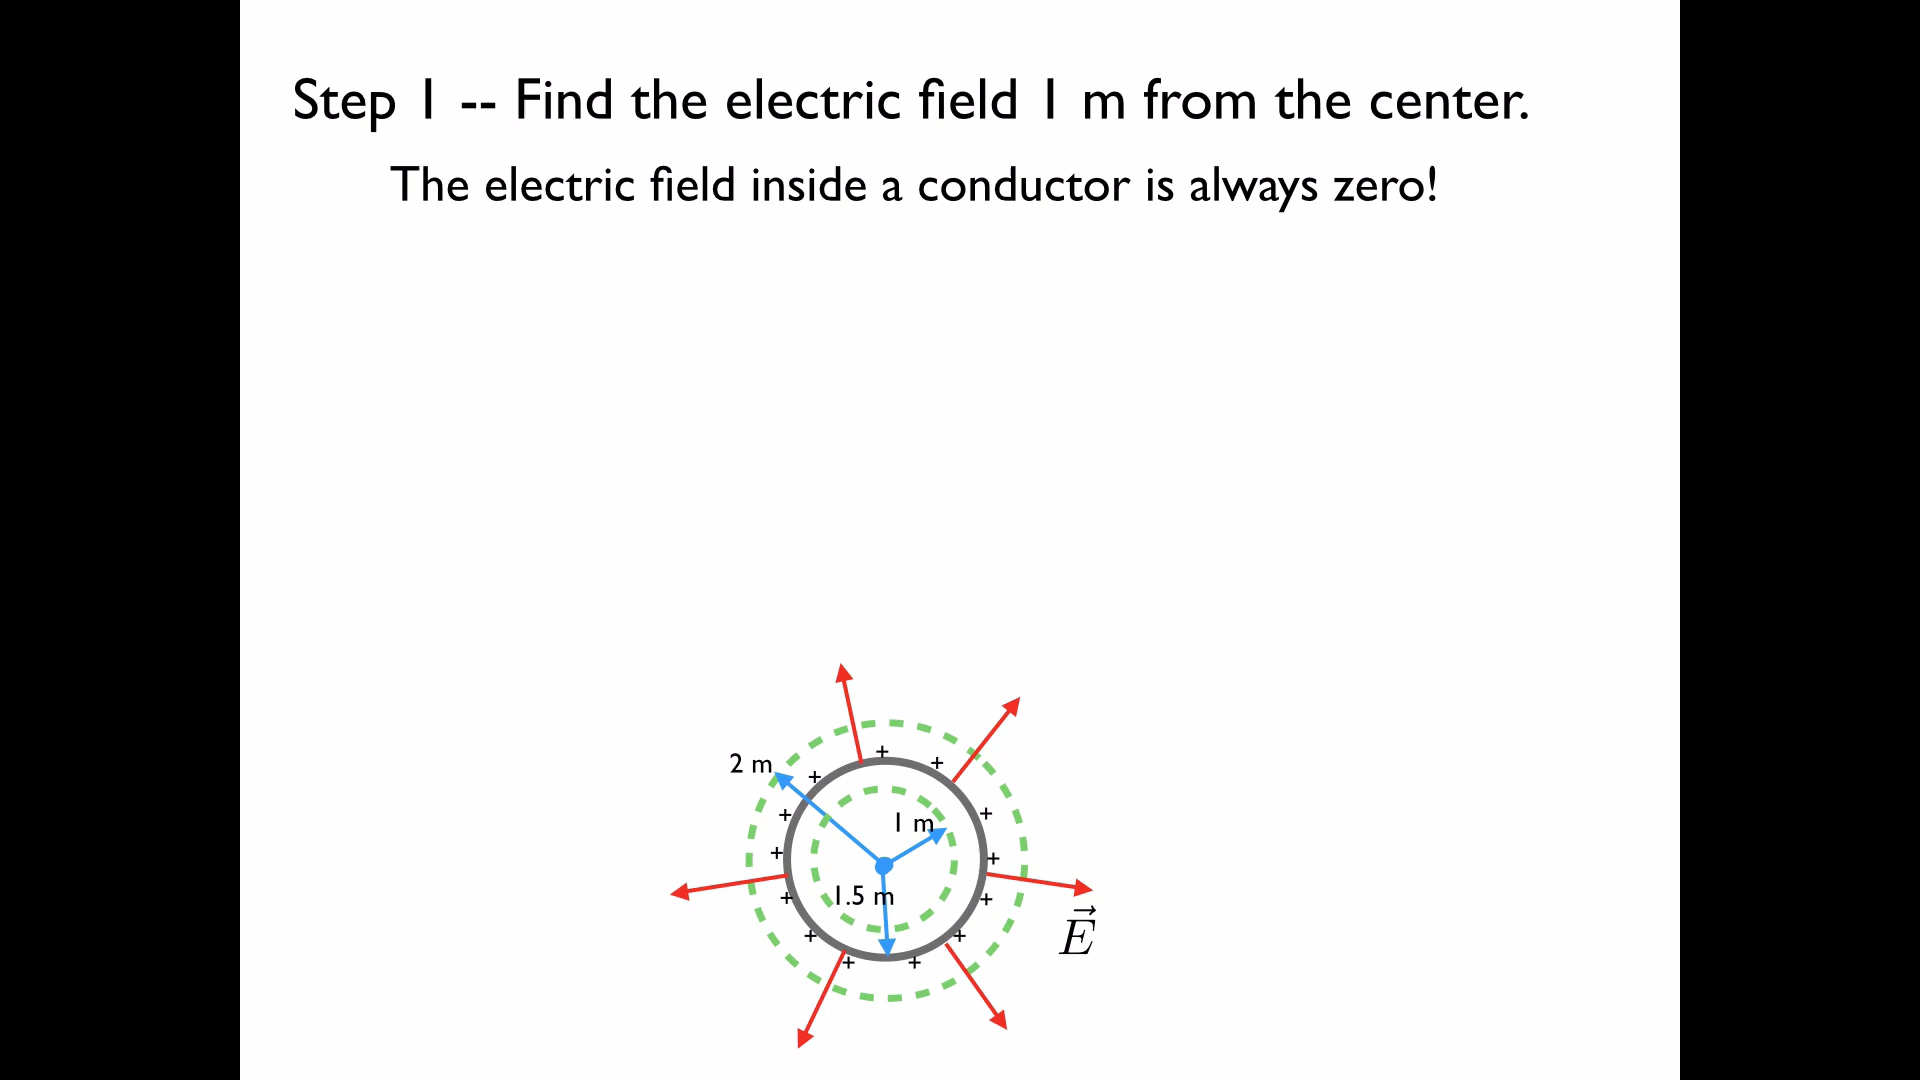 Step 1 -- Find the electric field 1 m from the center.
The electric field inside a conductor is always zero!
+
+
2 m
+
+
+
1 m
+
+
+
1.5 m
+
+
\vec{E}
+
+
+
+